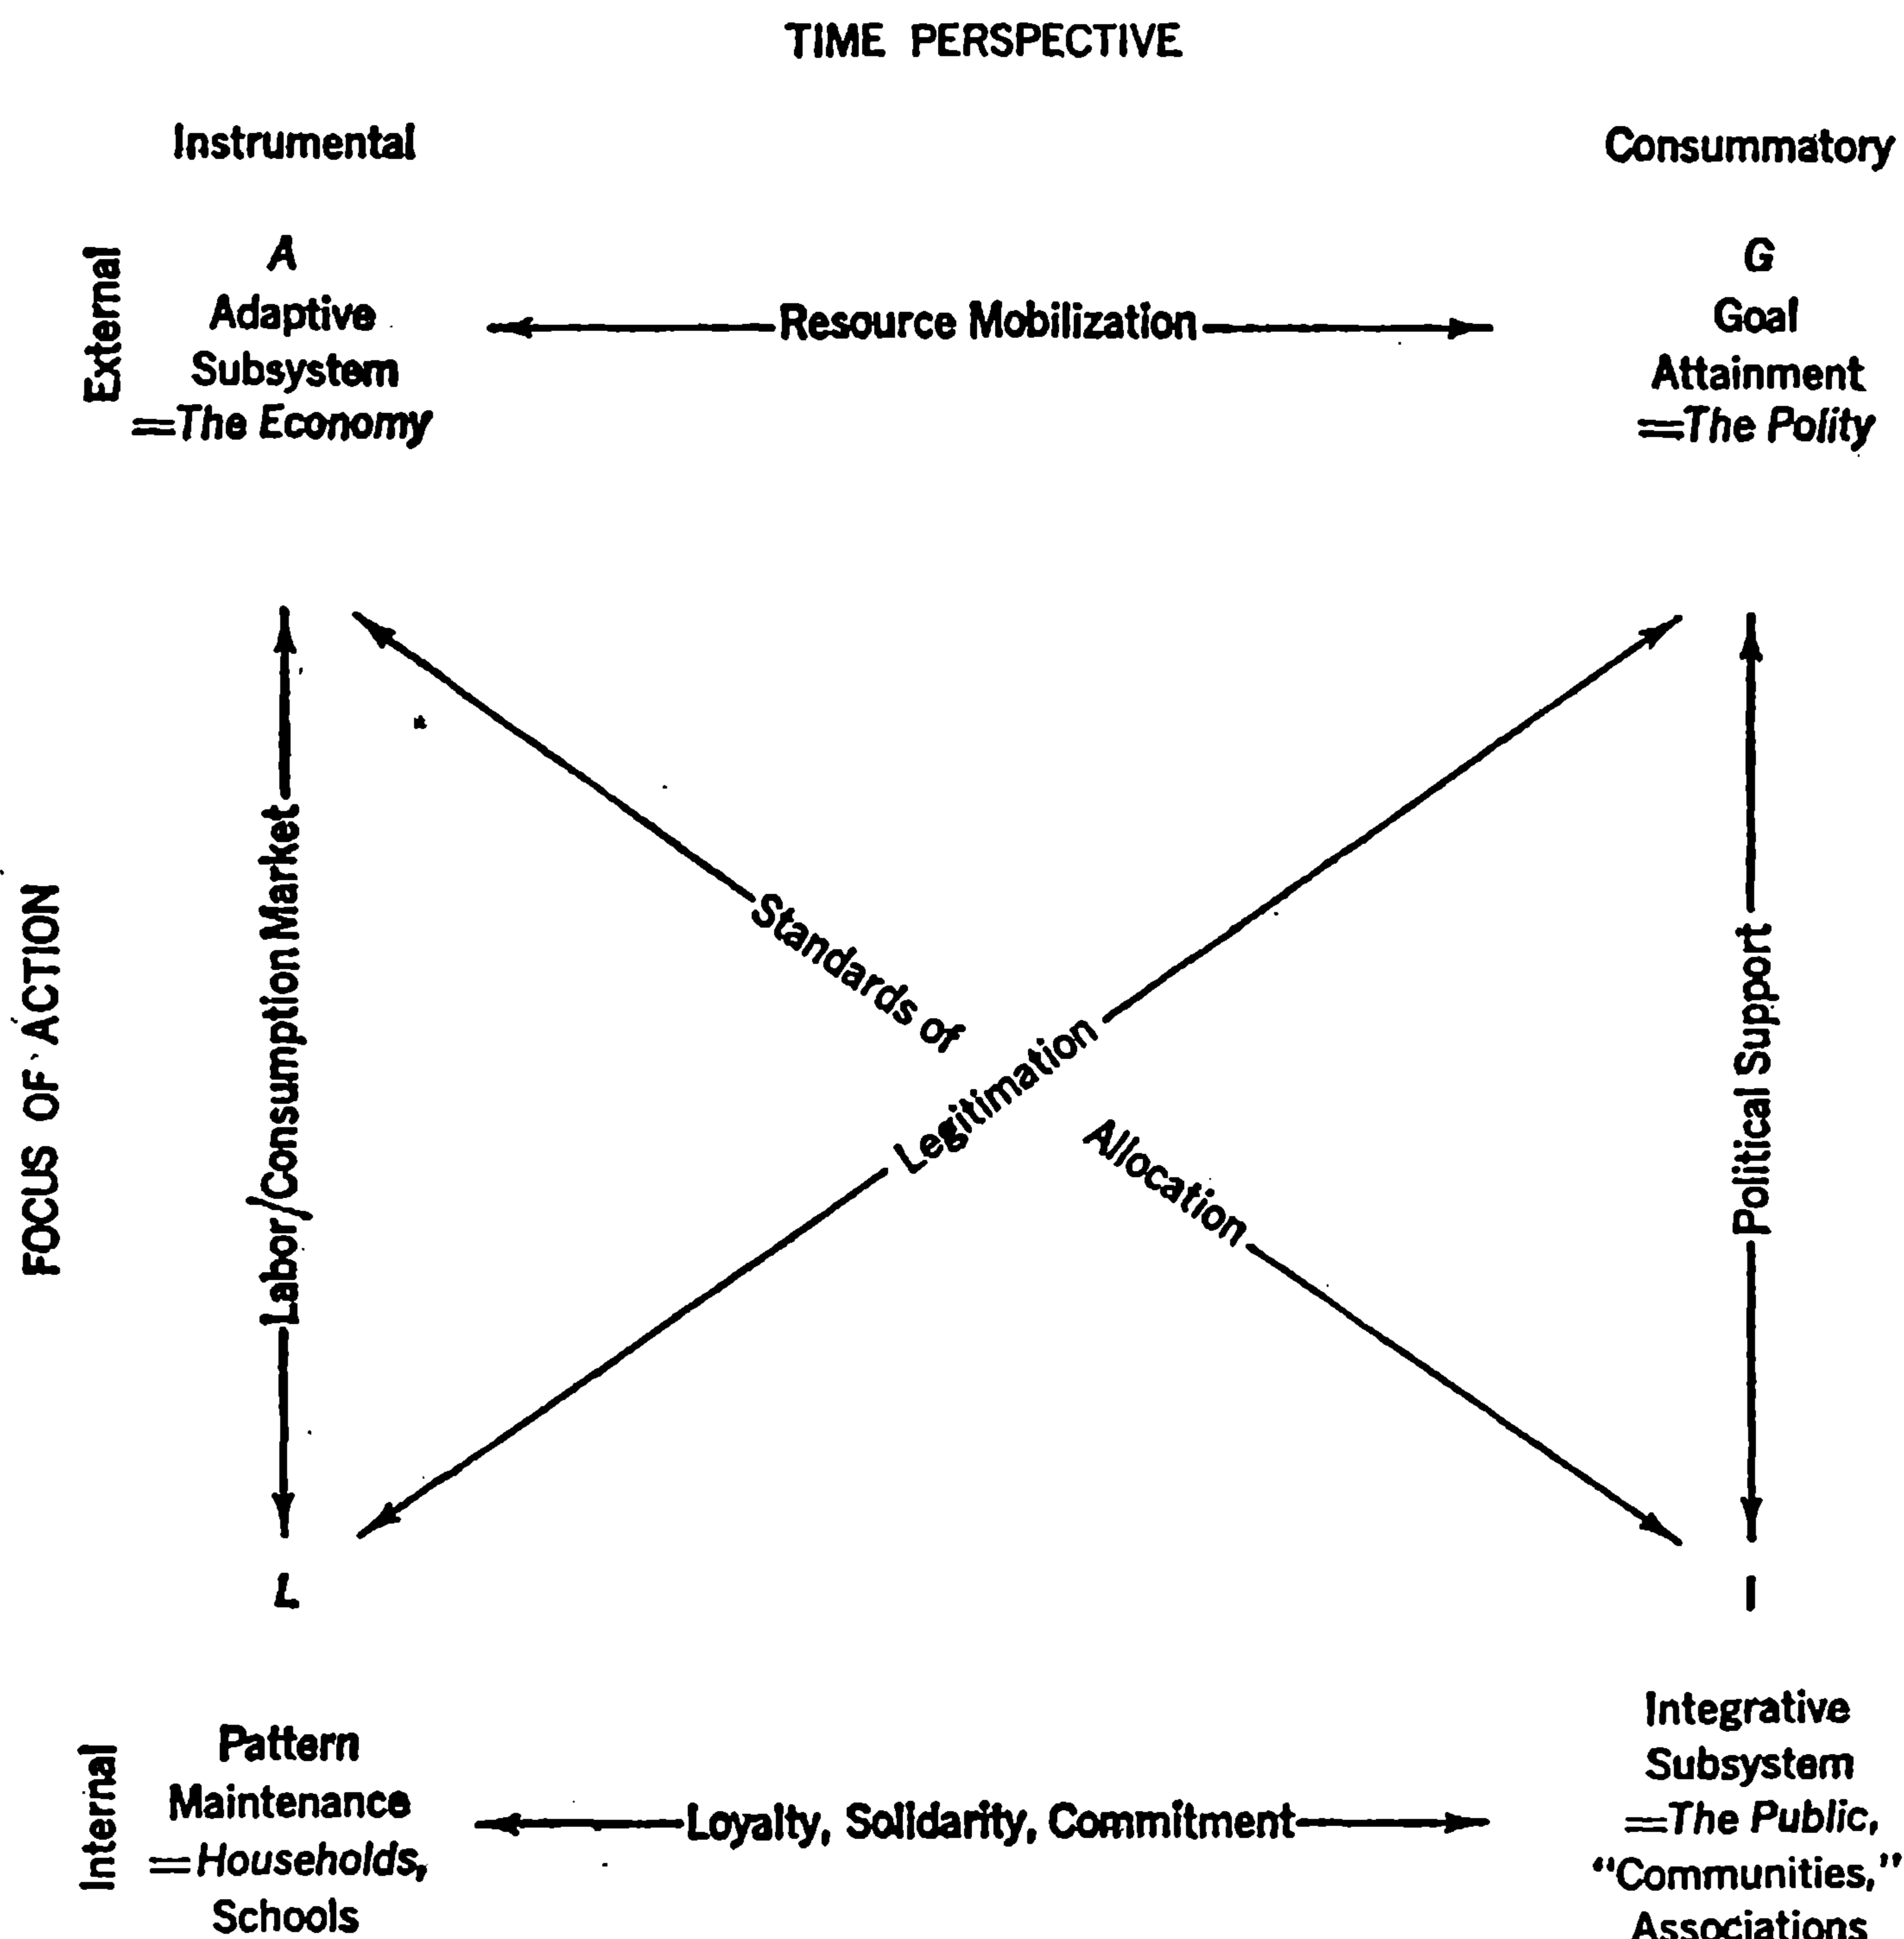 TIME PERSPECTIVE
Instrumental
Consummatory
External
A
Adaptive
Subsystem
=The Economy
Resource Mobilization
G
Goal
Attainment
=The Polity
FOCUS OF ACTION
Labor/Consumption Market
Standards of
Allocation
Legitimation
Political Support
L
I
Internal
Pattern
Maintenance
=Households,
Schools
Loyalty, Solidarity, Commitment
Integrative
Subsystem
=The Public,
“Communities,”
Associations